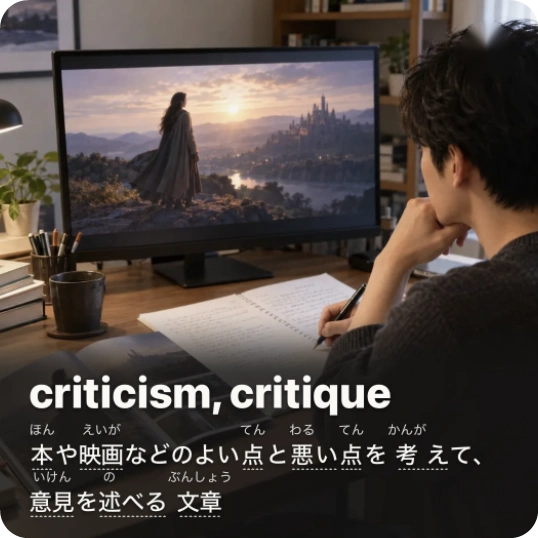 criticism, critique
ほん えいが てん わる てん かんが
本や映画などのよい点と悪い点を考えて、
いけん の ぶんしょう
意見を述べる文章